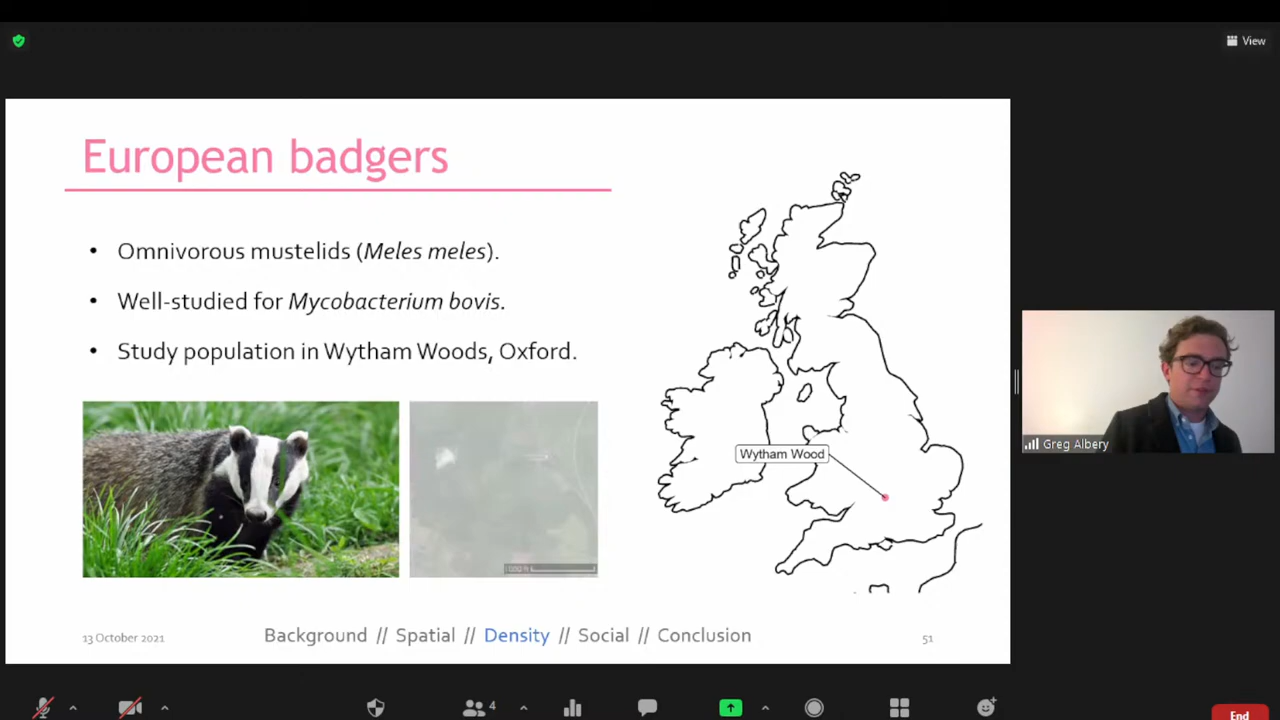 View
European badgers
• Omnivorous mustelids (Meles meles).
• Well-studied for Mycobacterium bovis.
• Study population in Wytham Woods, Oxford.
Wytham Wood
Greg Albery
13 October 2021
Background // Spatial // Density // Social // Conclusion
51
4
End